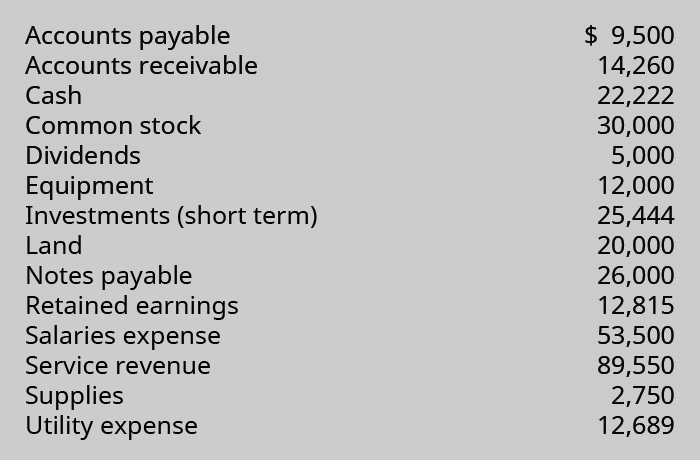 Accounts payable $ 9,500
Accounts receivable 14,260
Cash 22,222
Common stock 30,000
Dividends 5,000
Equipment 12,000
Investments (short term) 25,444
Land 20,000
Notes payable 26,000
Retained earnings 12,815
Salaries expense 53,500
Service revenue 89,550
Supplies 2,750
Utility expense 12,689